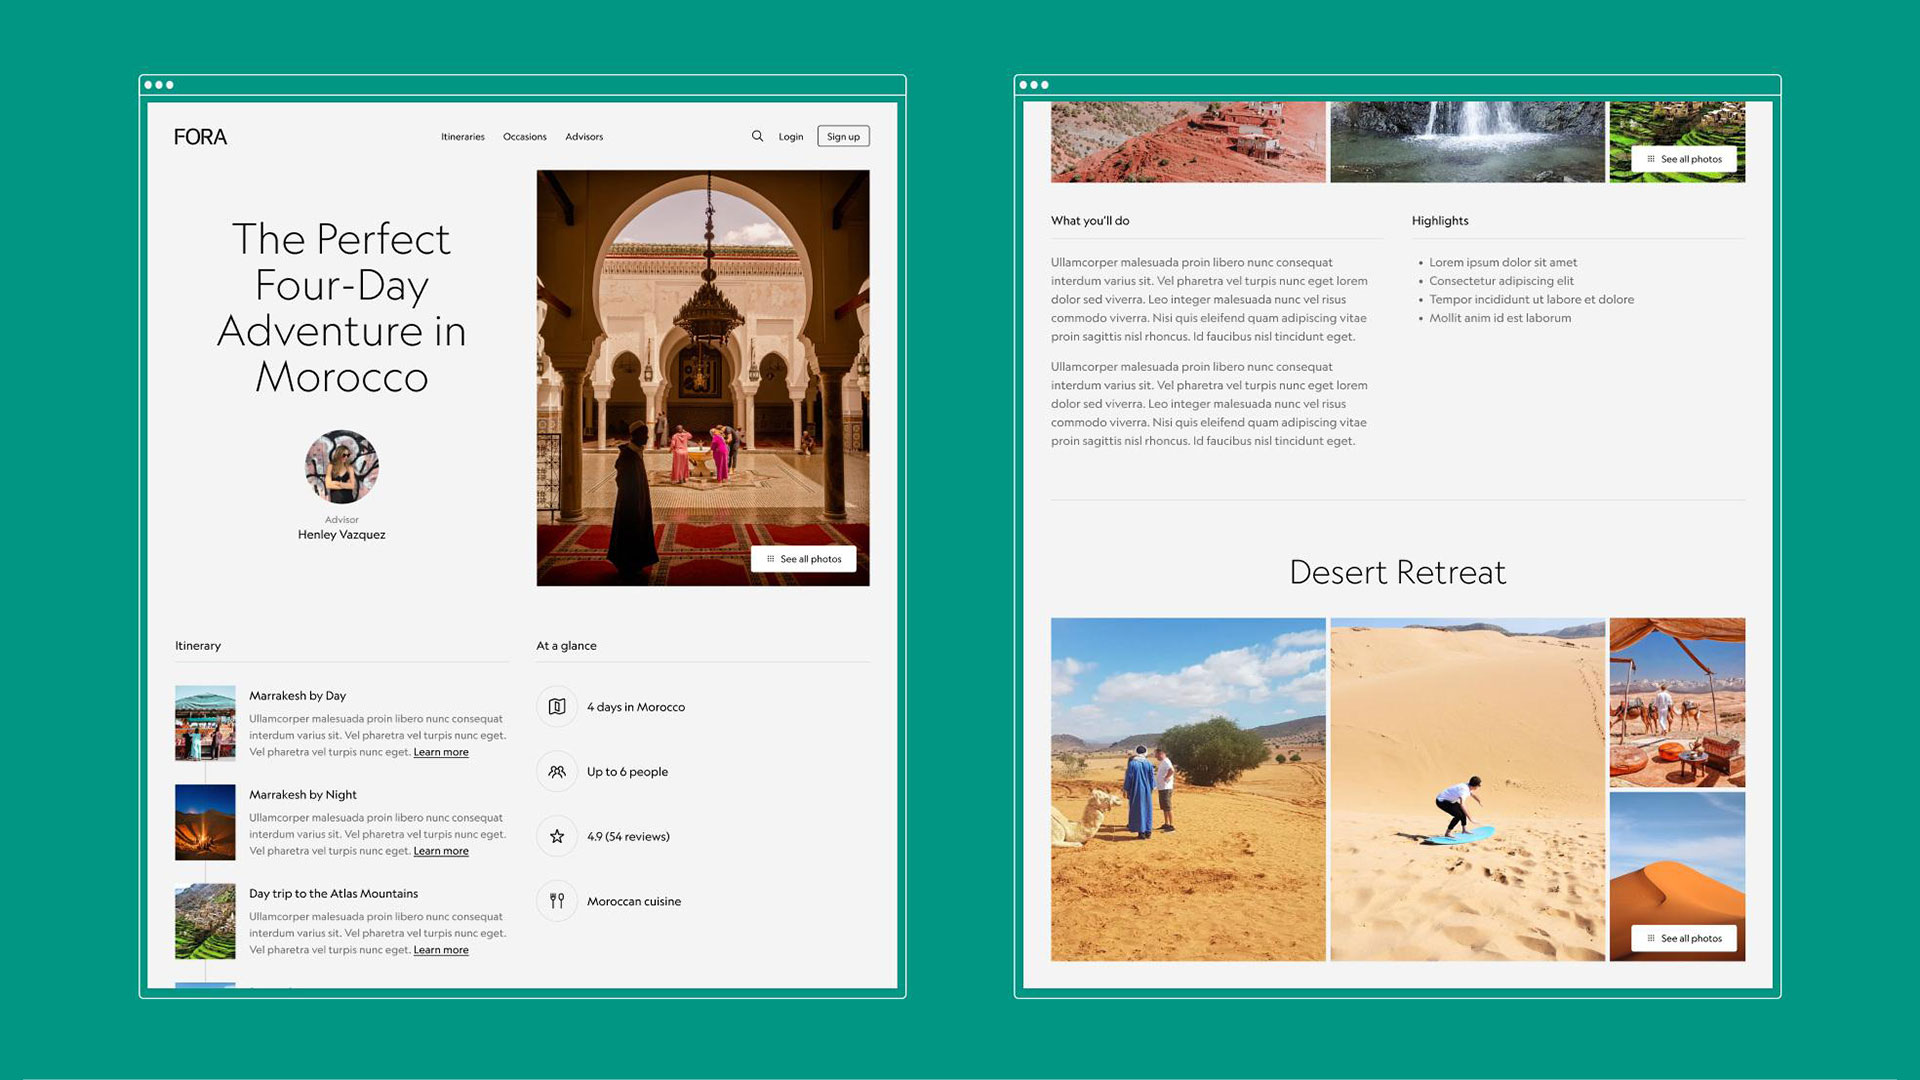 FORA
Itineraries
Occasions
Advisors
Login
Sign up
The Perfect
Four-Day
Adventure in
Morocco
Advisor
Henley Vazquez
See all photos
Itinerary
Marrakesh by Day
Ullamcorper malesuada proin libero nunc consequat
interdum varius sit. Vel pharetra vel turpis nunc eget.
Vel pharetra vel turpis nunc eget. Learn more
Marrakesh by Night
Ullamcorper malesuada proin libero nunc consequat
interdum varius sit. Vel pharetra vel turpis nunc eget.
Vel pharetra vel turpis nunc eget. Learn more
Day trip to the Atlas Mountains
Ullamcorper malesuada proin libero nunc consequat
interdum varius sit. Vel pharetra vel turpis nunc eget.
Vel pharetra vel turpis nunc eget. Learn more
At a glance
4 days in Morocco
Up to 6 people
4.9 (54 reviews)
Moroccan cuisine
See all photos
What you'll do
Ullamcorper malesuada proin libero nunc consequat
interdum varius sit. Vel pharetra vel turpis nunc eget lorem
dolor sed viverra. Leo integer malesuada nunc vel risus
commodo viverra. Nisi quis eleifend quam adipiscing vitae
proin sagittis nisl rhoncus. Id faucibus nisl tincidunt eget.
Ullamcorper malesuada proin libero nunc consequat
interdum varius sit. Vel pharetra vel turpis nunc eget lorem
dolor sed viverra. Leo integer malesuada nunc vel risus
commodo viverra. Nisi quis eleifend quam adipiscing vitae
proin sagittis nisl rhoncus. Id faucibus nisl tincidunt eget.
Highlights
• Lorem ipsum dolor sit amet
• Consectetur adipiscing elit
• Tempor incididunt ut labore et dolore
• Mollit anim id est laborum
Desert Retreat
See all photos